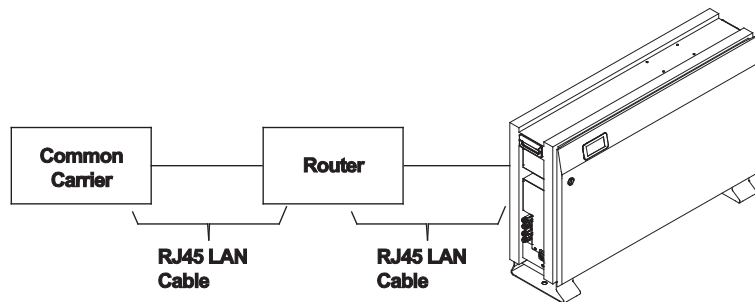 Common
Carrier
Router
RJ45 LAN
Cable
RJ45 LAN
Cable